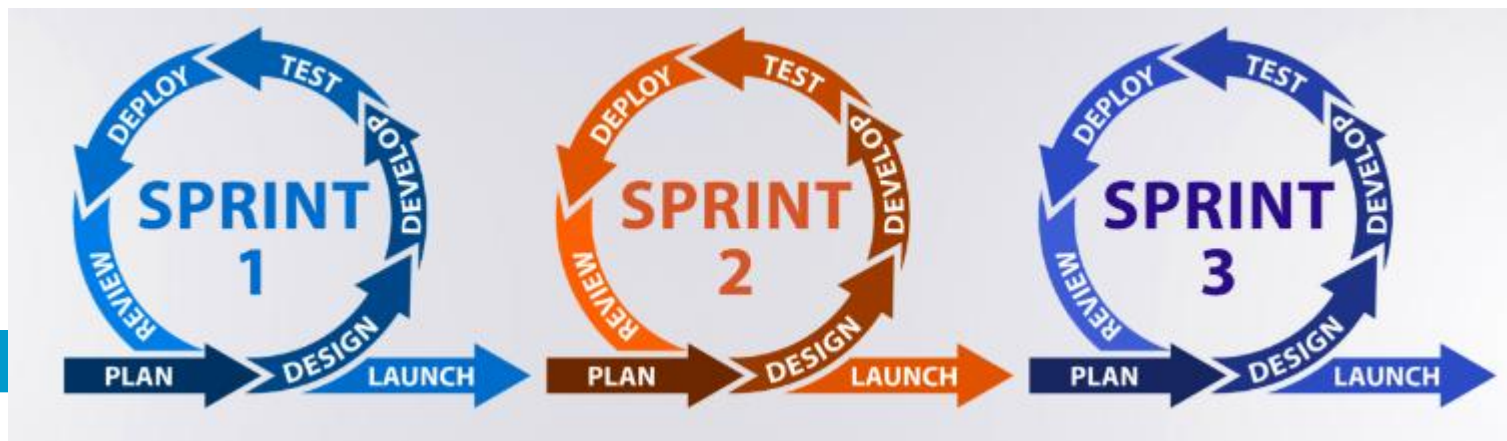 SPRINT
1
PLAN
DESIGN
DEVELOP
TEST
DEPLOY
REVIEW
LAUNCH
SPRINT
2
PLAN
DESIGN
DEVELOP
TEST
DEPLOY
REVIEW
LAUNCH
SPRINT
3
PLAN
DESIGN
DEVELOP
TEST
DEPLOY
REVIEW
LAUNCH